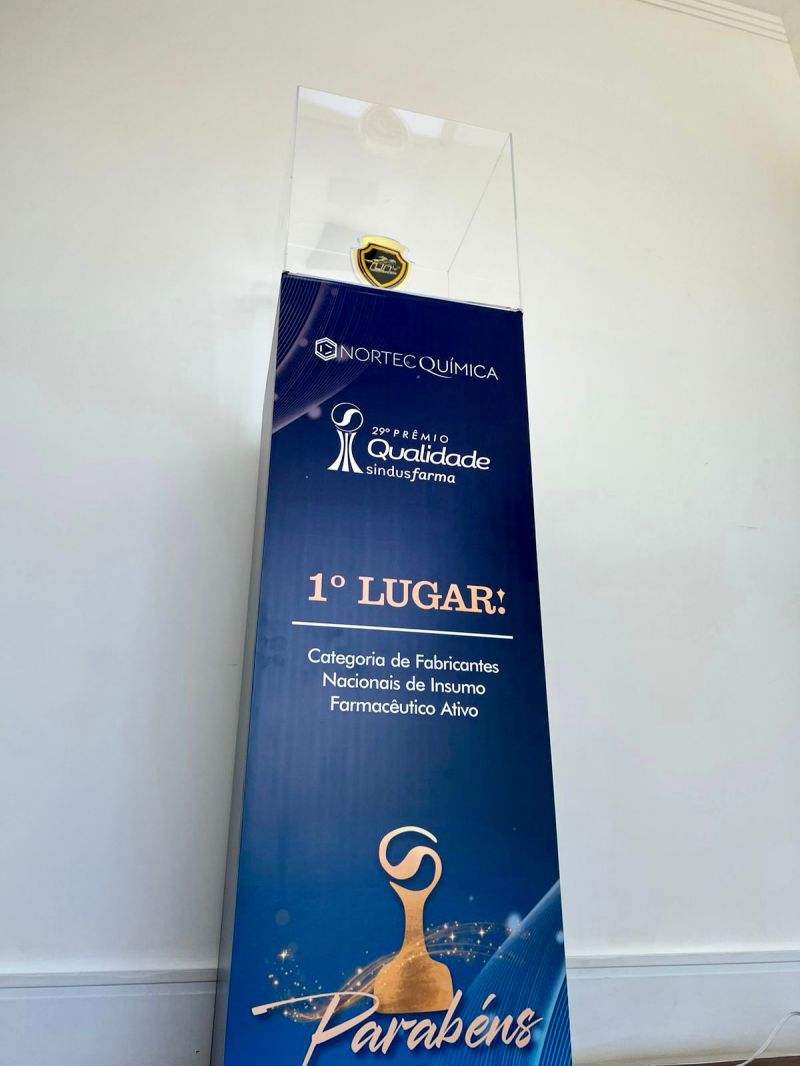 NORTEC QUÍMICA
29º PRÊMIO
Qualidade
sindusfarma
1º LUGAR!
Categoria de Fabricantes
Nacionais de Insumo
Farmacêutico Ativo
Parabéns